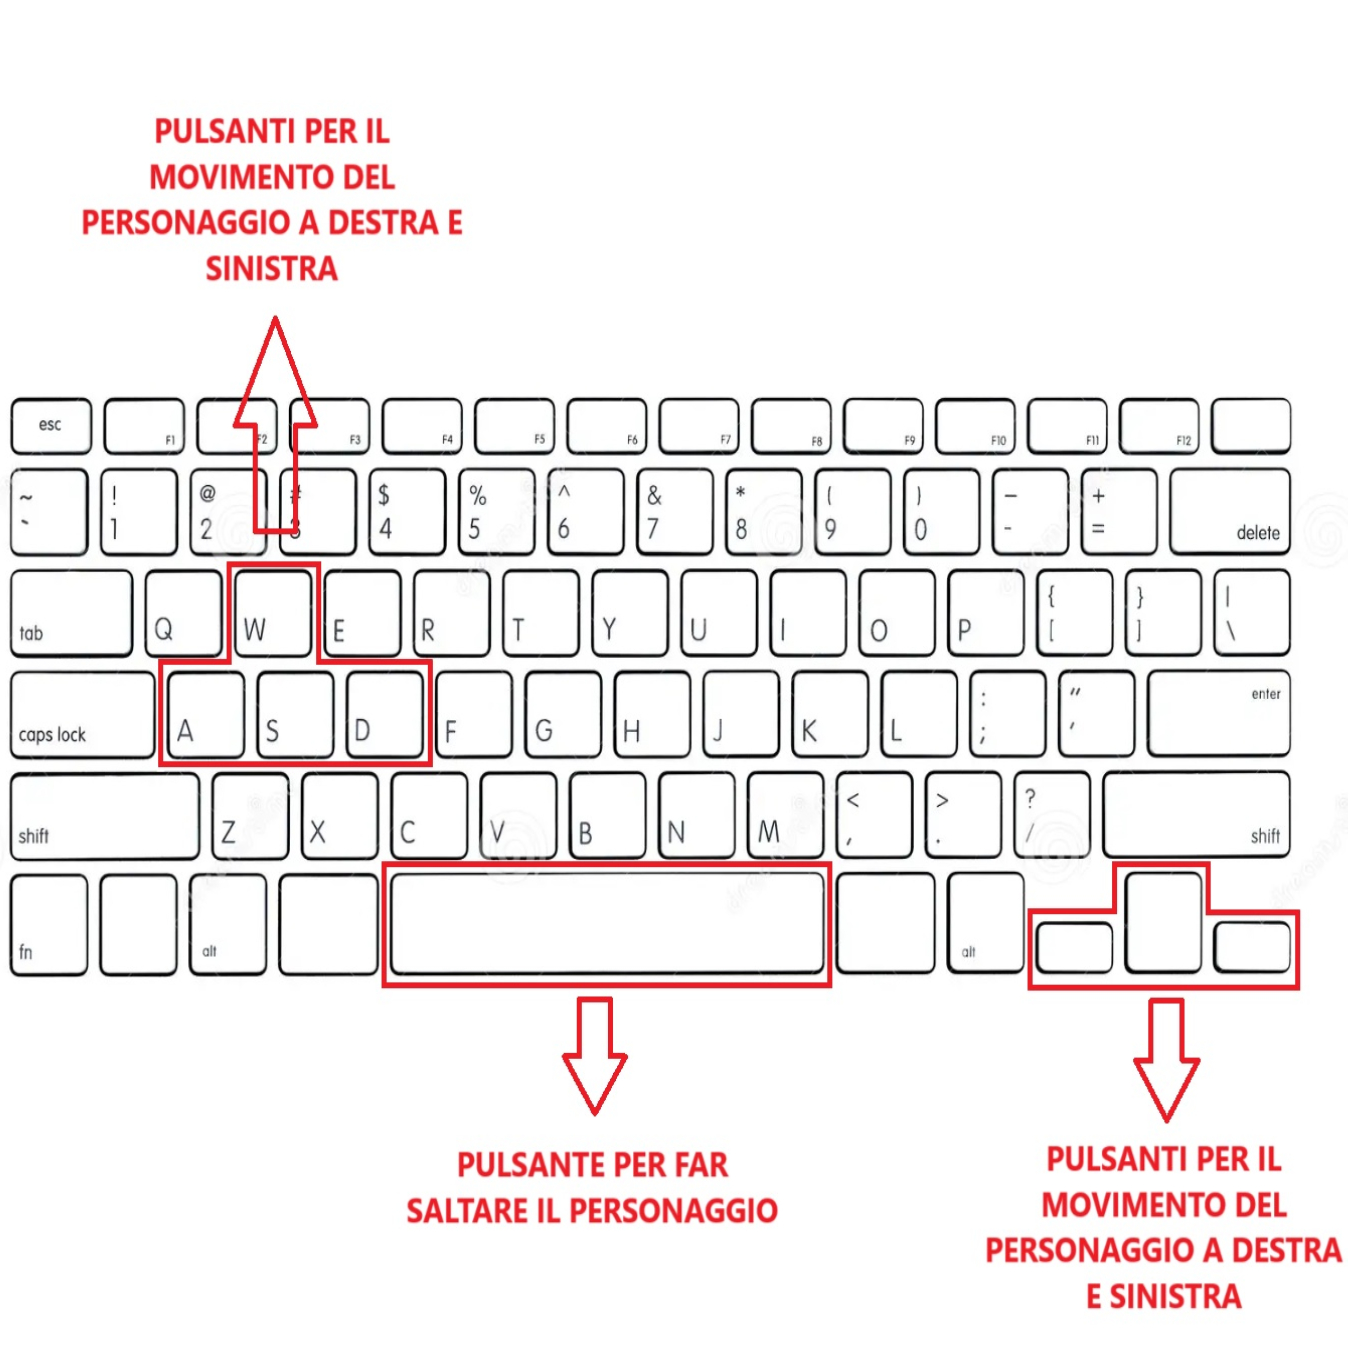 PULSANTI PER IL
MOVIMENTO DEL
PERSONAGGIO A DESTRA E
SINISTRA
esc F1 F2 F3 F4 F5 F6 F7 F8 F9 F10 F11 F12
~ ! @ # $ % ^ & * ( ) – +
` 1 2 3 4 5 6 7 8 9 0 - = delete
{ } |
tab Q W E R T Y U I O P [ ] \
: " enter
caps lock A S D F G H J K L ; '
< > ?
shift Z X C V B N M , . / shift
fn alt alt
PULSANTE PER FAR
SALTARE IL PERSONAGGIO
PULSANTI PER IL
MOVIMENTO DEL
PERSONAGGIO A DESTRA
E SINISTRA